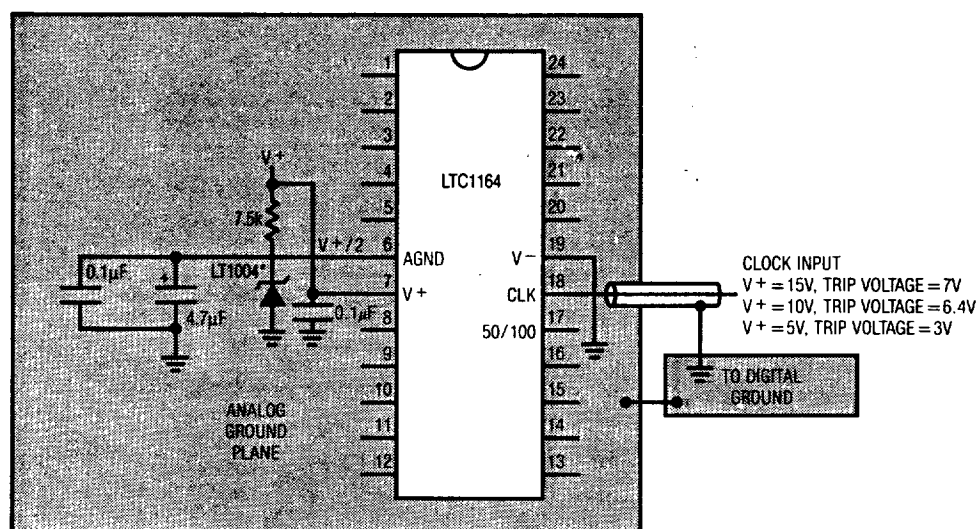 1
2
3
4
5
6
7
8
9
10
11
12
24
23
22
21
20
19
18
17
16
15
14
13
LTC1164
AGND
V+
V−
CLK
50/100
V+
7.5k
V+/2
LT1004*
0.1µF
4.7µF
0.1µF
ANALOG
GROUND
PLANE
CLOCK INPUT
V+ = 15V, TRIP VOLTAGE = 7V
V+ = 10V, TRIP VOLTAGE = 6.4V
V+ = 5V, TRIP VOLTAGE = 3V
TO DIGITAL
GROUND